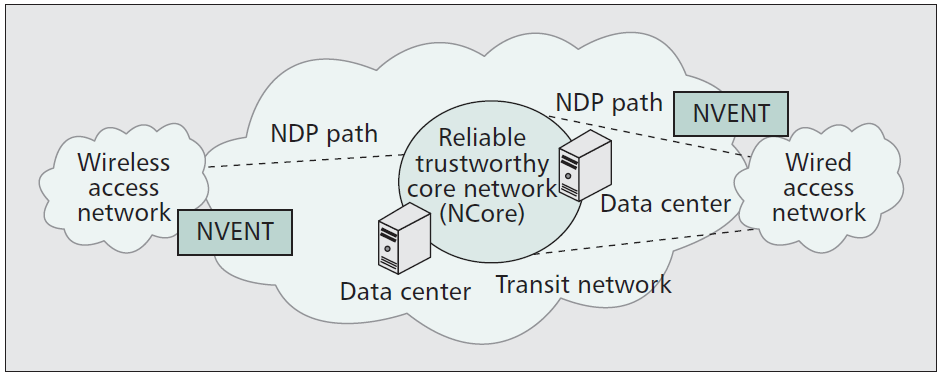 NDP path
NVENT
NDP path
Reliable
trustworthy
core network
(NCore)
Wireless
access
network
Wired
access
network
Data center
NVENT
Data center
Transit network